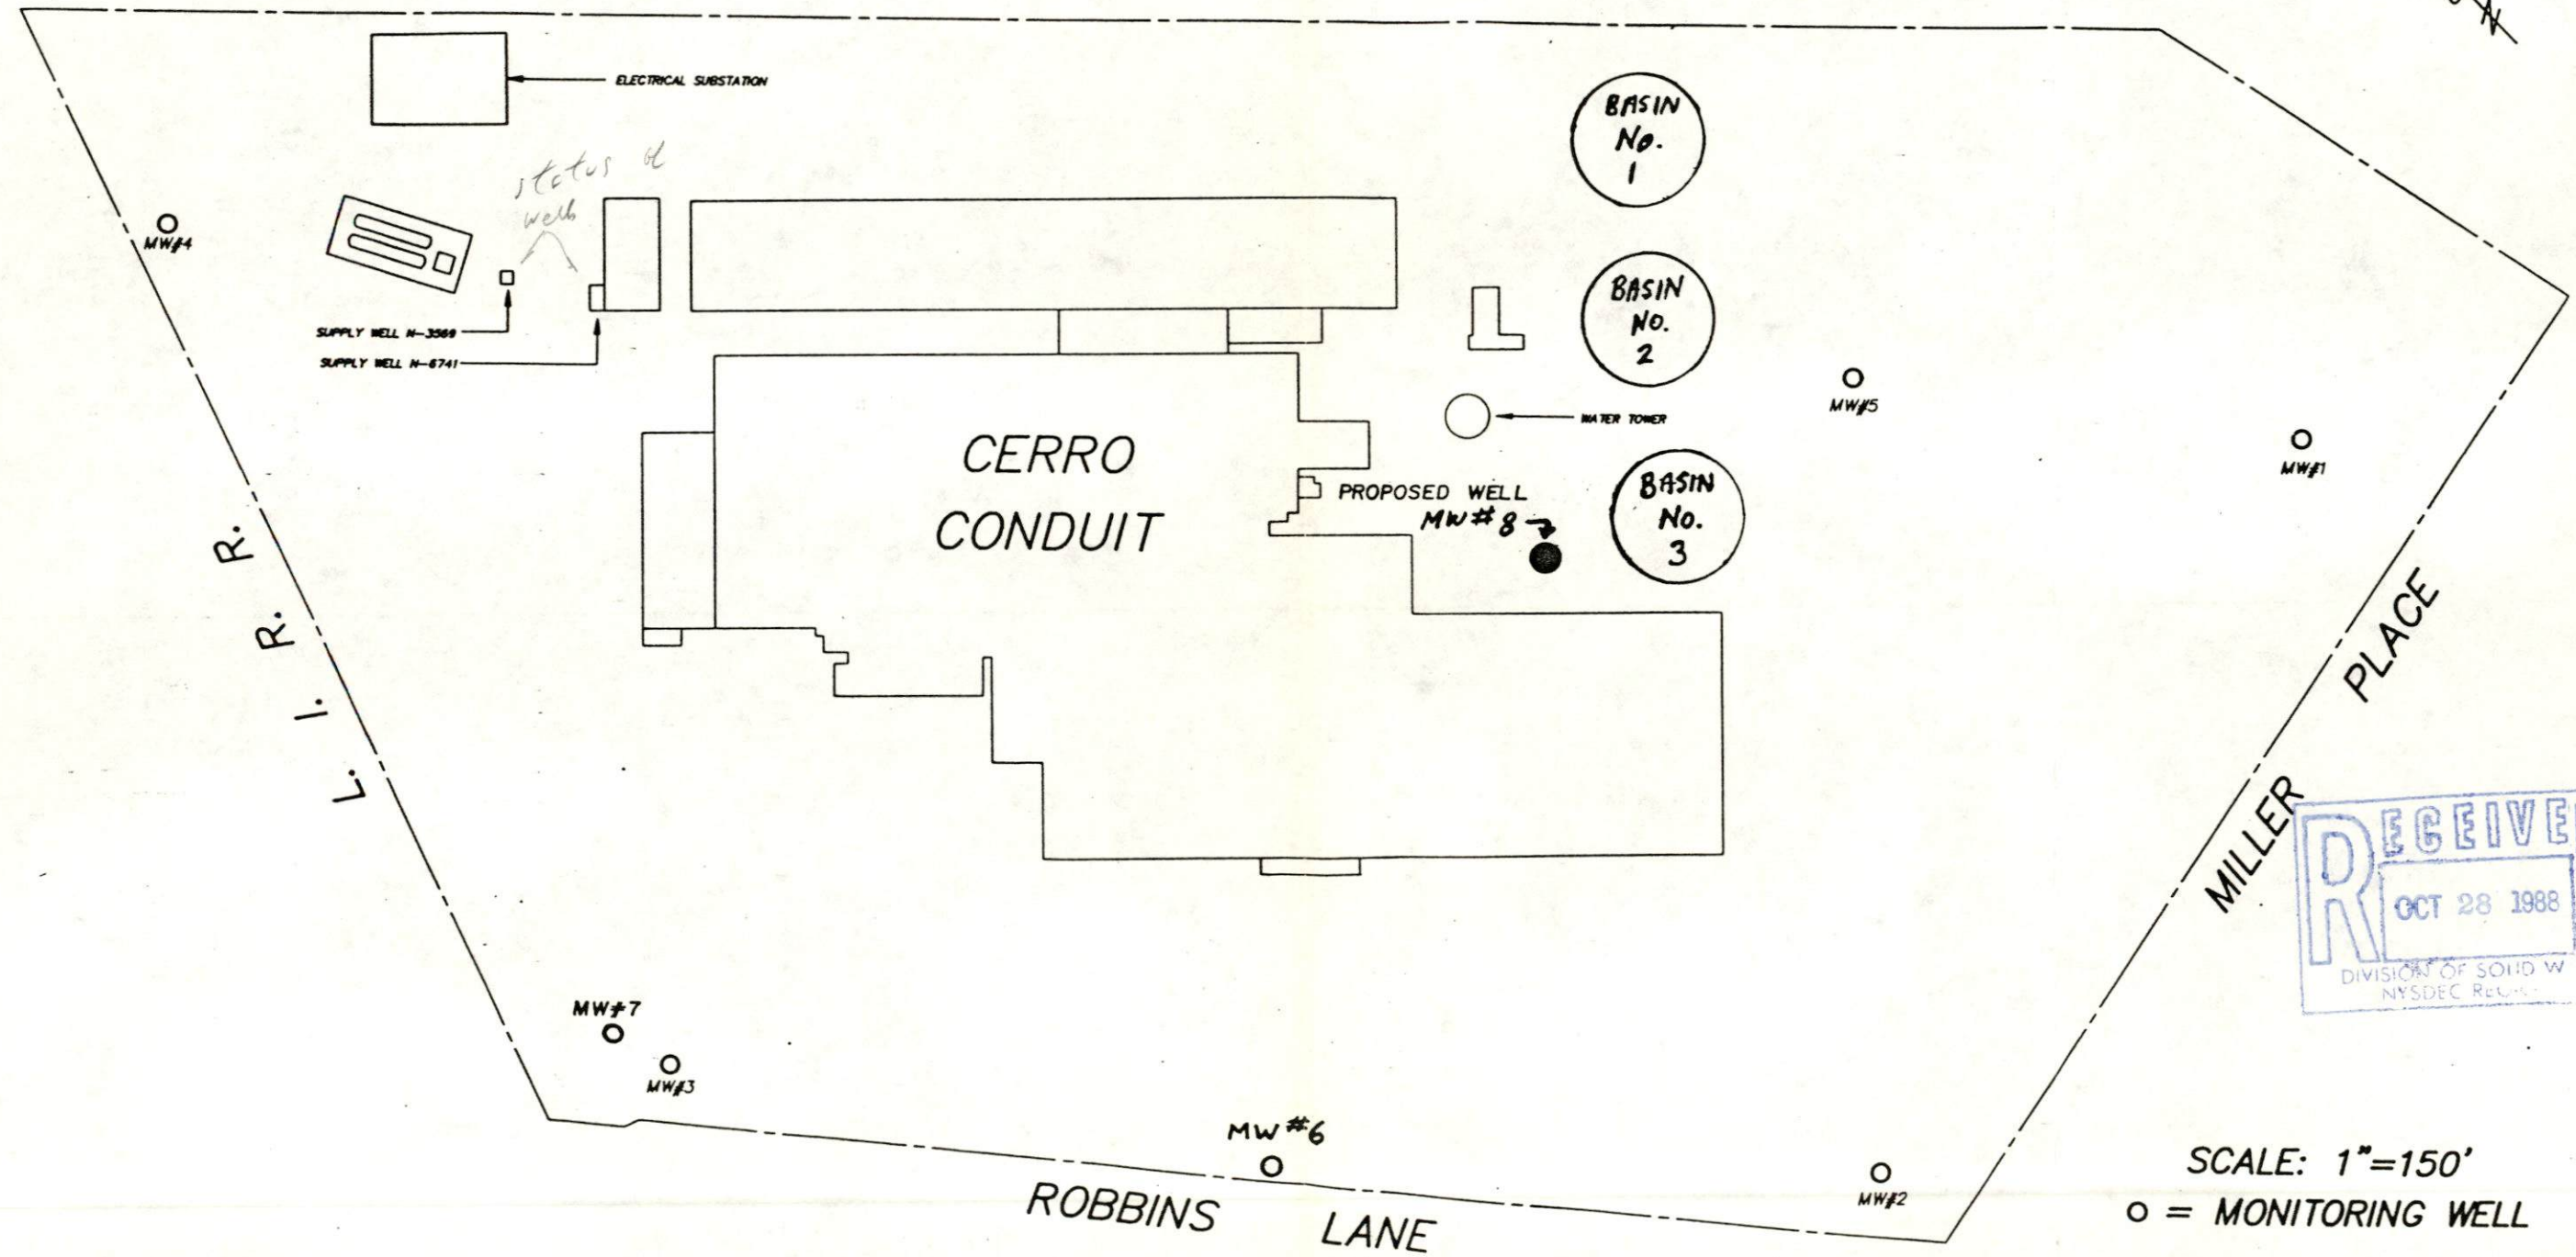 N
ELECTRICAL SUBSTATION
BASIN
No.
1
status of
wells
MW#4
SUPPLY WELL N-3569
SUPPLY WELL N-6741
BASIN
NO.
2
MW#5
WATER TOWER
MW#1
CERRO
CONDUIT
PROPOSED WELL
MW#8
BASIN
No.
3
L. I. R. R.
MILLER PLACE
RECEIVE
OCT 28 1988
DIVISION OF SOLID W
NYSDEC
MW#7
MW#3
MW#6
MW#2
ROBBINS LANE
SCALE: 1"=150'
O = MONITORING WELL